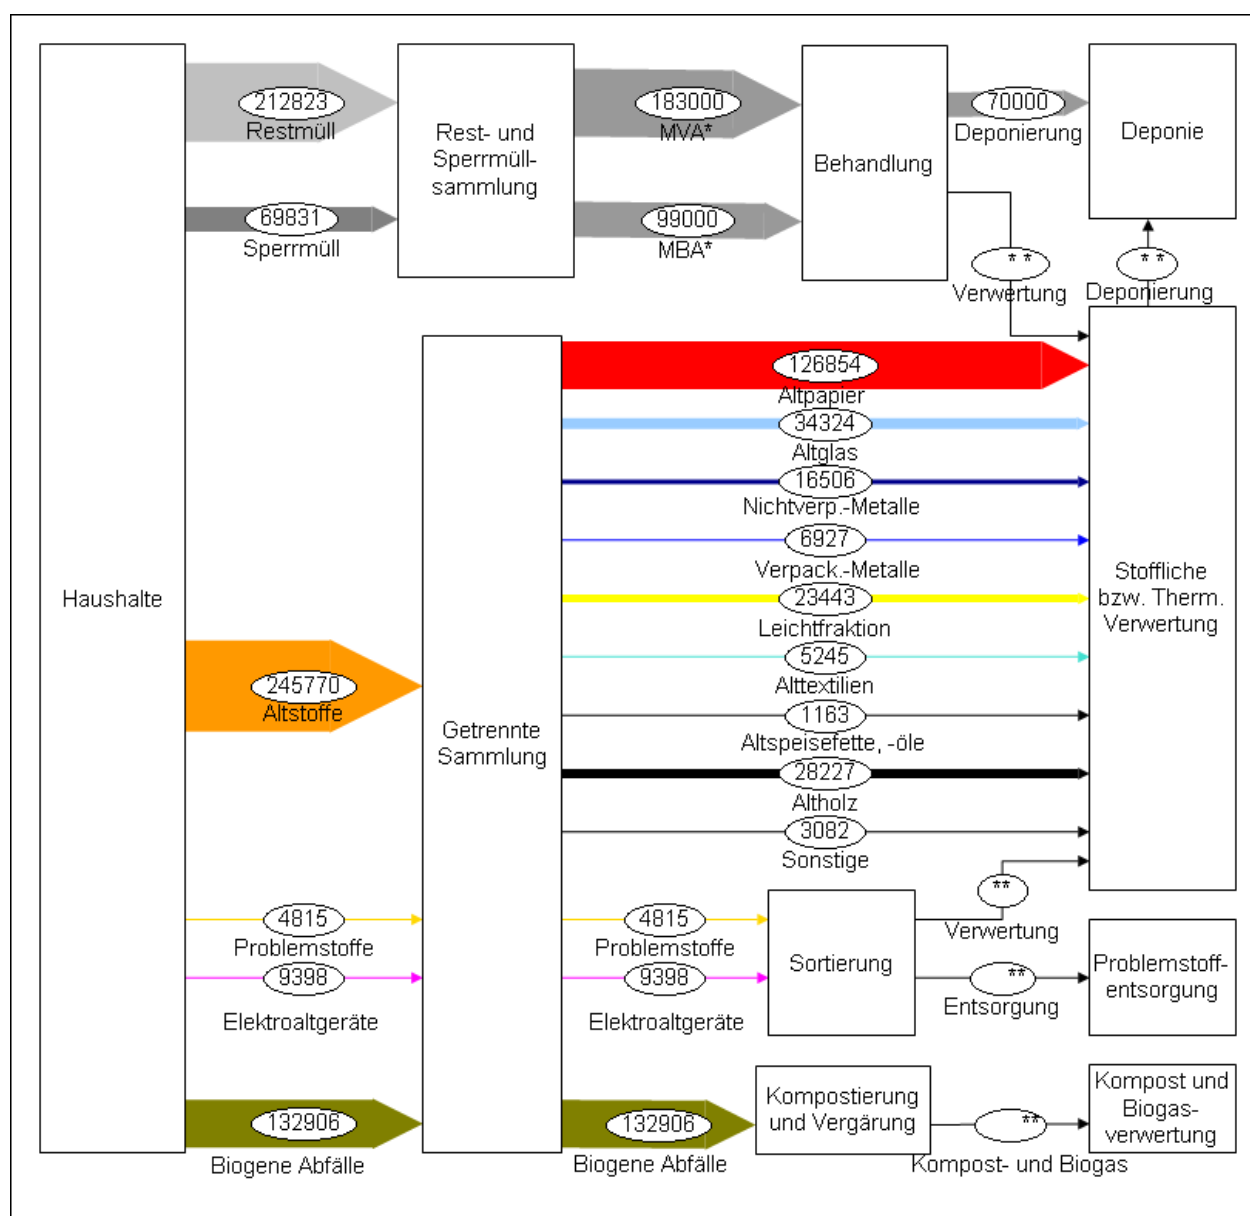 Haushalte
212823
Restmüll
69831
Sperrmüll
Rest- und
Sperrmüll-
sammlung
183000
MVA*
99000
MBA*
Behandlung
70000
Deponierung
Deponie
* *
Verwertung
* *
Deponierung
245770
Altstoffe
Getrennte
Sammlung
126854
Altpapier
34324
Altglas
16506
Nichtverp.-Metalle
6927
Verpack.-Metalle
23443
Leichtfraktion
5245
Alttextilien
1163
Altspeisefette, -öle
28227
Altholz
3082
Sonstige
Stoffliche
bzw. Therm.
Verwertung
4815
Problemstoffe
9398
Elektroaltgeräte
4815
Problemstoffe
9398
Elektroaltgeräte
Sortierung
**
Verwertung
**
Entsorgung
Problemstoff-
entsorgung
132906
Biogene Abfälle
132906
Biogene Abfälle
Kompostierung
und Vergärung
**
Kompost- und Biogas
Kompost und
Biogas-
verwertung